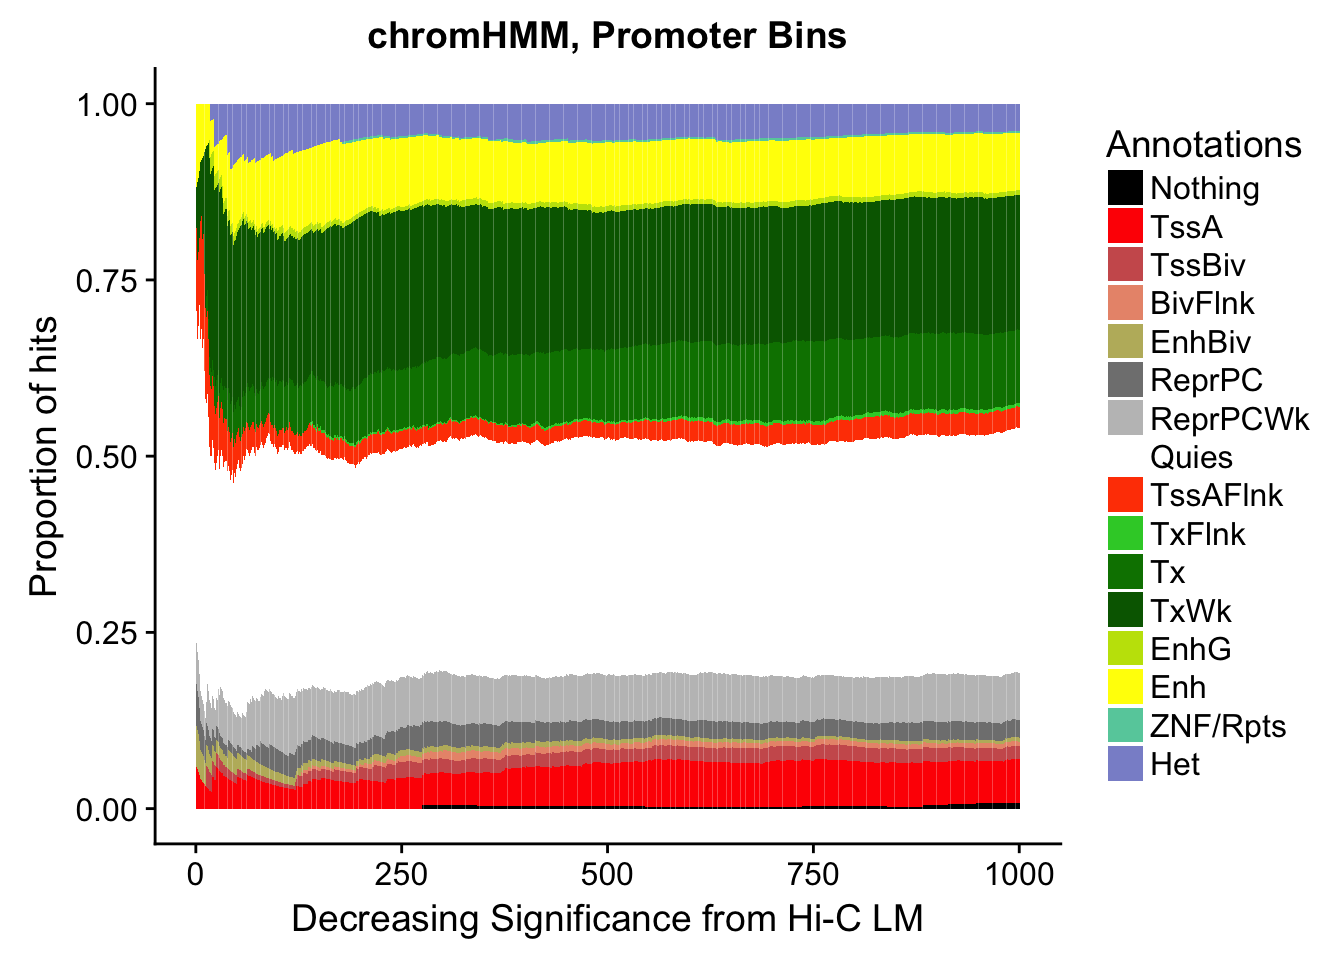 chromHMM, Promoter Bins
Proportion of hits
1.00
0.75
0.50
0.25
0.00
0
250
500
750
1000
Decreasing Significance from Hi-C LM
Annotations
Nothing
TssA
TssBiv
BivFlnk
EnhBiv
ReprPC
ReprPCWk
Quies
TssAFlnk
TxFlnk
Tx
TxWk
EnhG
Enh
ZNF/Rpts
Het